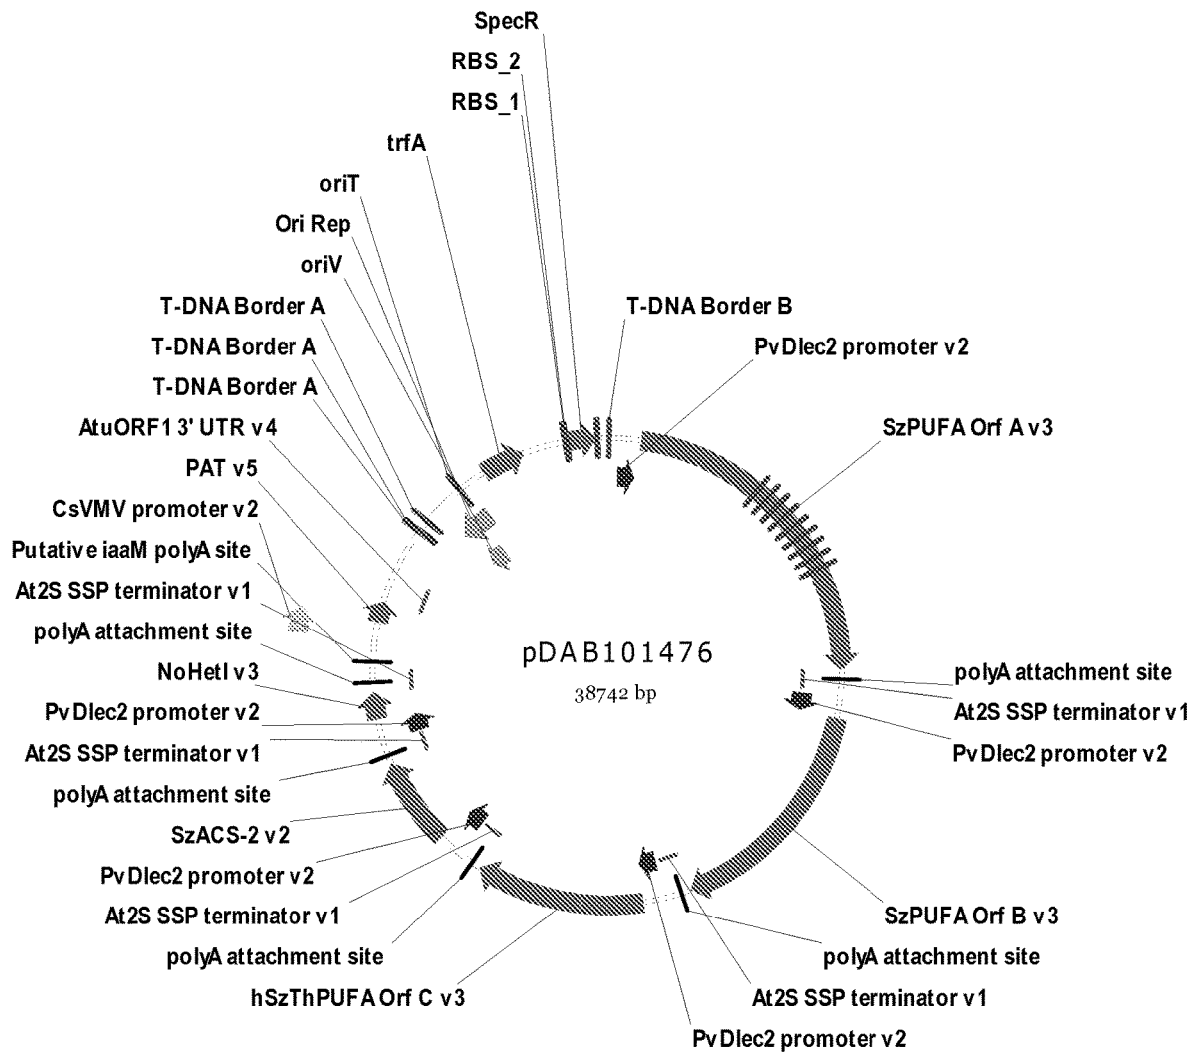 SpecR
RBS_2
RBS_1
trfA
oriT
Ori Rep
oriV
T-DNA Border A
T-DNA Border B
T-DNA Border A
PvDlec2 promoter v2
T-DNA Border A
AtuORF1 3' UTR v4
SzPUFA Orf A v3
PAT v5
CsVMV promoter v2
Putative iaaM polyA site
At2S SSP terminator v1
polyA attachment site
pDAB101476
38742 bp
NoHetI v3
polyA attachment site
PvDlec2 promoter v2
At2S SSP terminator v1
At2S SSP terminator v1
PvDlec2 promoter v2
polyA attachment site
SzACS-2 v2
PvDlec2 promoter v2
At2S SSP terminator v1
SzPUFA Orf B v3
polyA attachment site
polyA attachment site
hSzThPUFA Orf C v3
At2S SSP terminator v1
PvDlec2 promoter v2